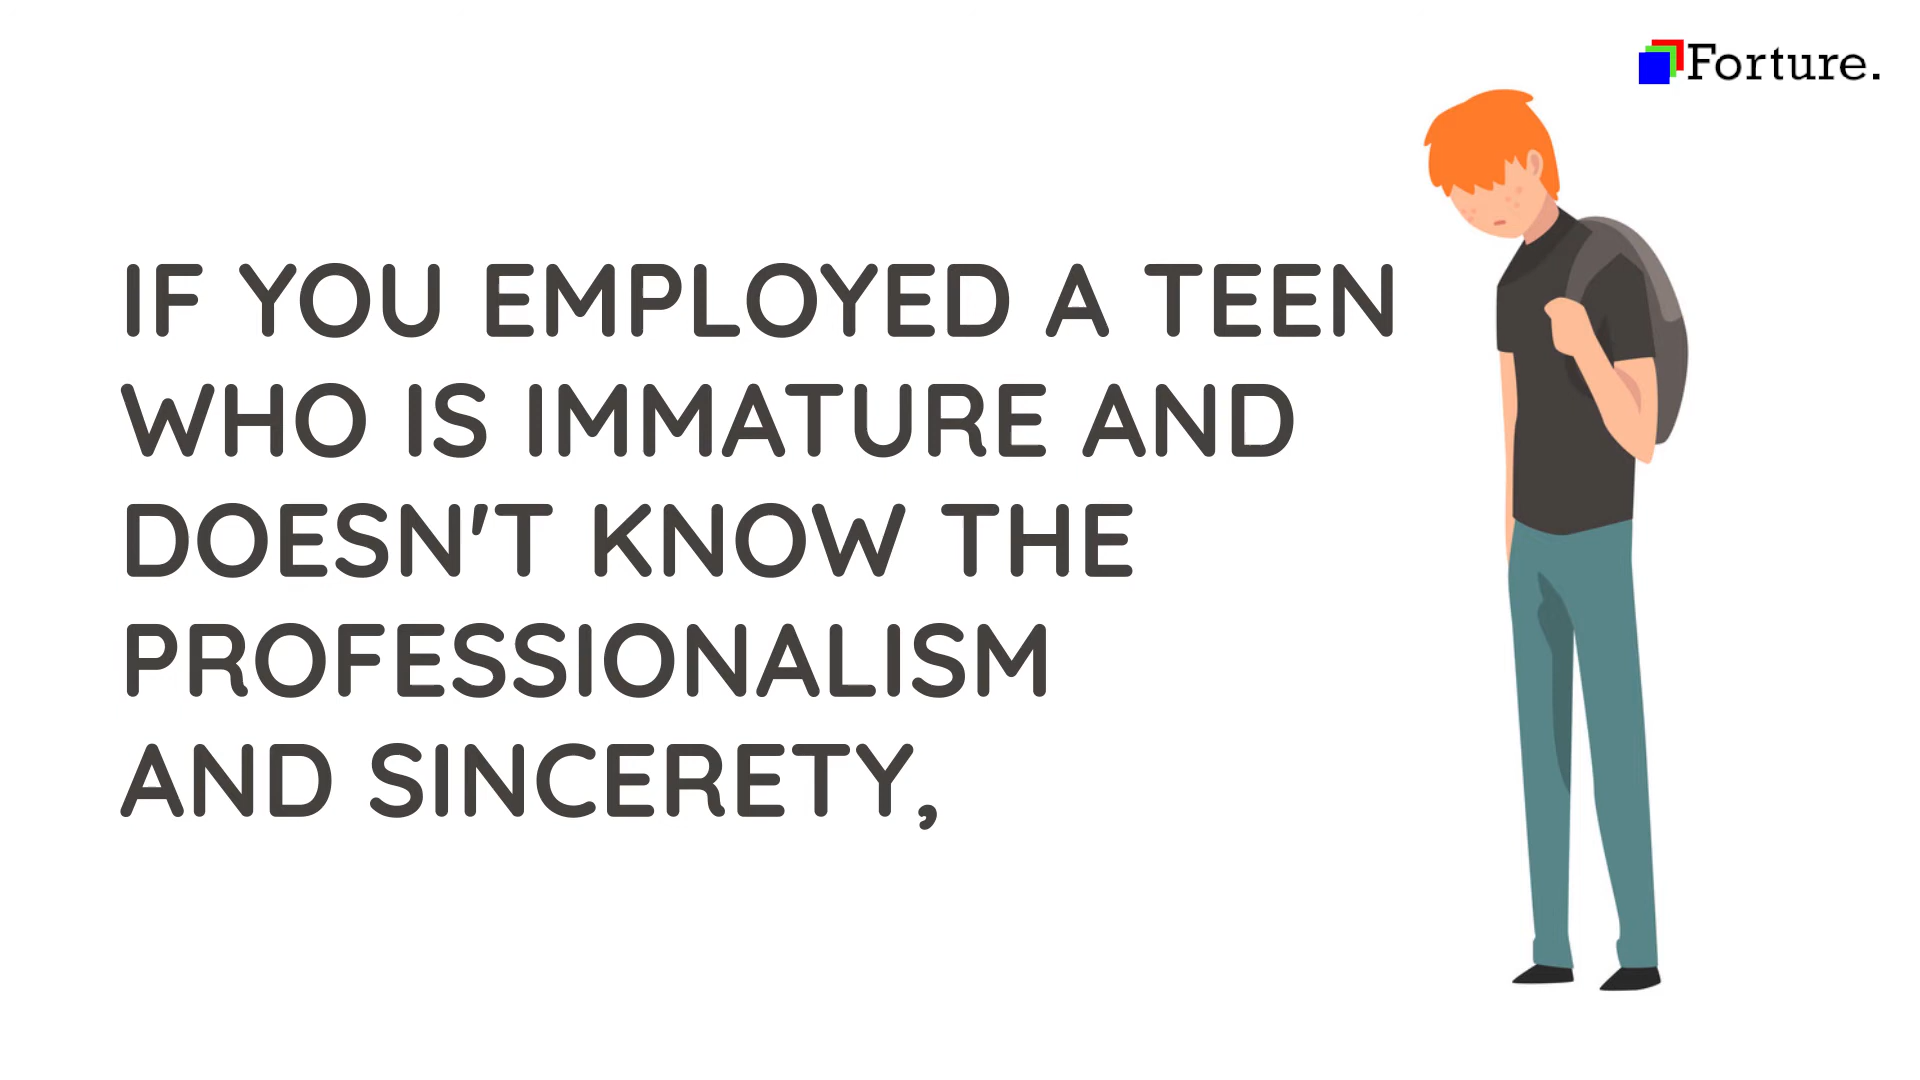 Forture.
IF YOU EMPLOYED A TEEN
WHO IS IMMATURE AND
DOESN'T KNOW THE
PROFESSIONALISM
AND SINCERETY,